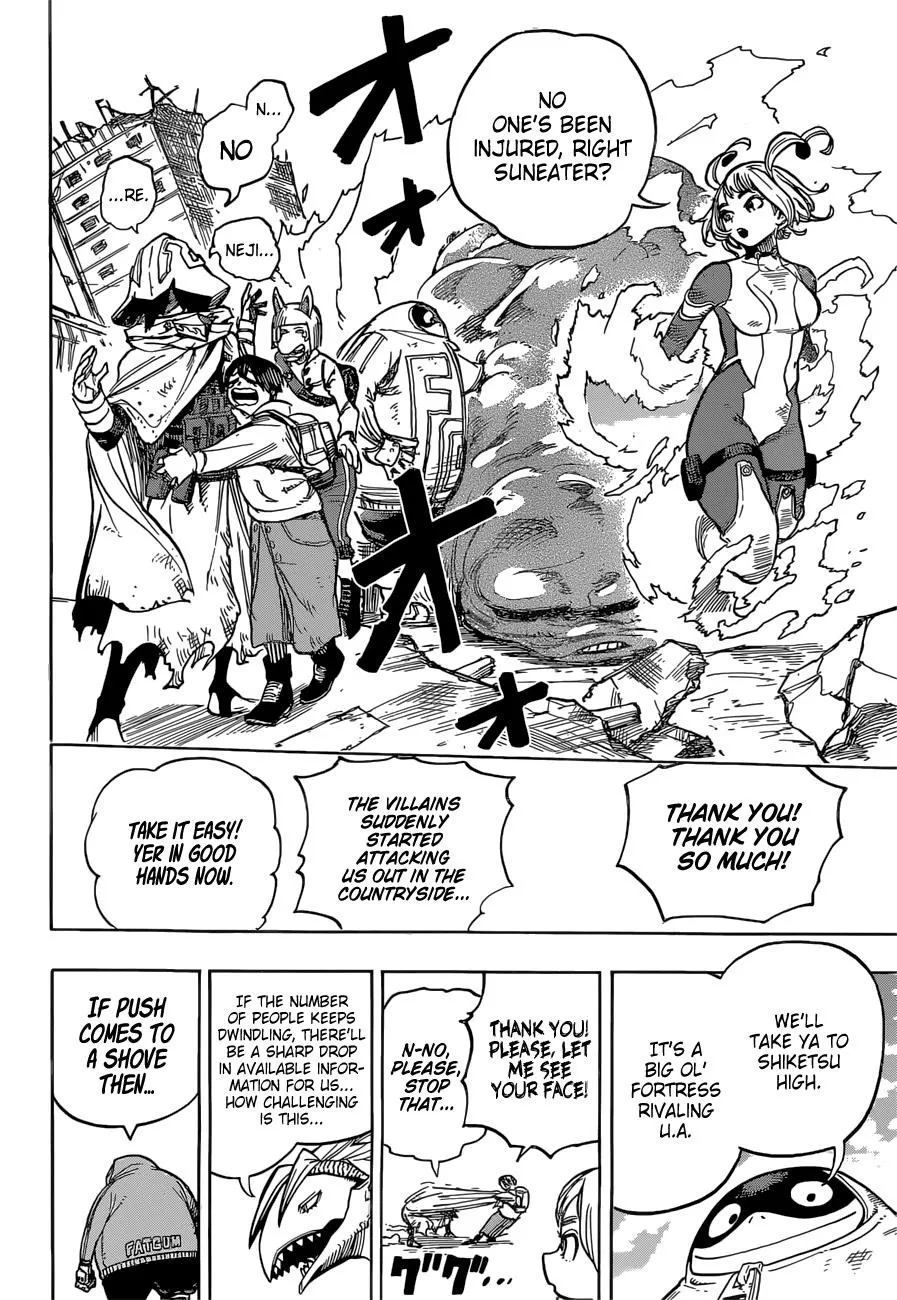 NO
ONE'S BEEN
INJURED, RIGHT
SUNEATER?
N...
NO
NEJI...
...RE.
THANK YOU!
THANK YOU
SO MUCH!
THE VILLAINS
SUDDENLY
STARTED
ATTACKING
US OUT IN THE
COUNTRYSIDE...
TAKE IT EASY!
YER IN GOOD
HANDS NOW.
WE'LL
TAKE YA TO
SHIKETSU
HIGH.
IT'S A
BIG OL'
FORTRESS
RIVALING
U.A.
THANK YOU!
PLEASE, LET
ME SEE
YOUR FACE!
N-NO,
PLEASE,
STOP
THAT...
ググ...
IF THE NUMBER
OF PEOPLE KEEPS
DWINDLING, THERE'LL
BE A SHARP DROP
IN AVAILABLE INFOR-
MATION FOR US...
HOW CHALLENGING
IS THIS...
IF PUSH
COMES TO
A SHOVE
THEN...
FATGUM